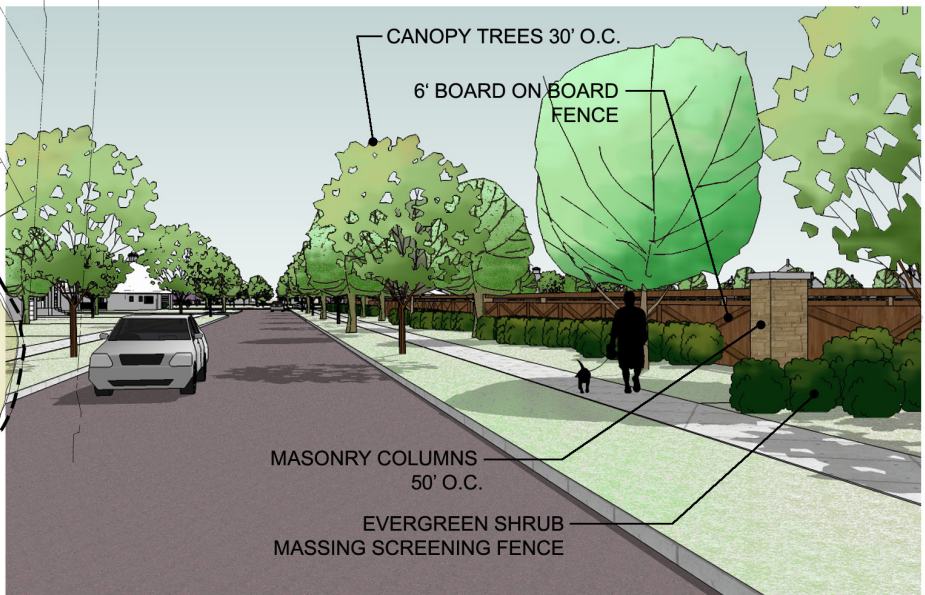 CANOPY TREES 30' O.C.
6' BOARD ON BOARD
FENCE
MASONRY COLUMNS
50' O.C.
EVERGREEN SHRUB
MASSING SCREENING FENCE